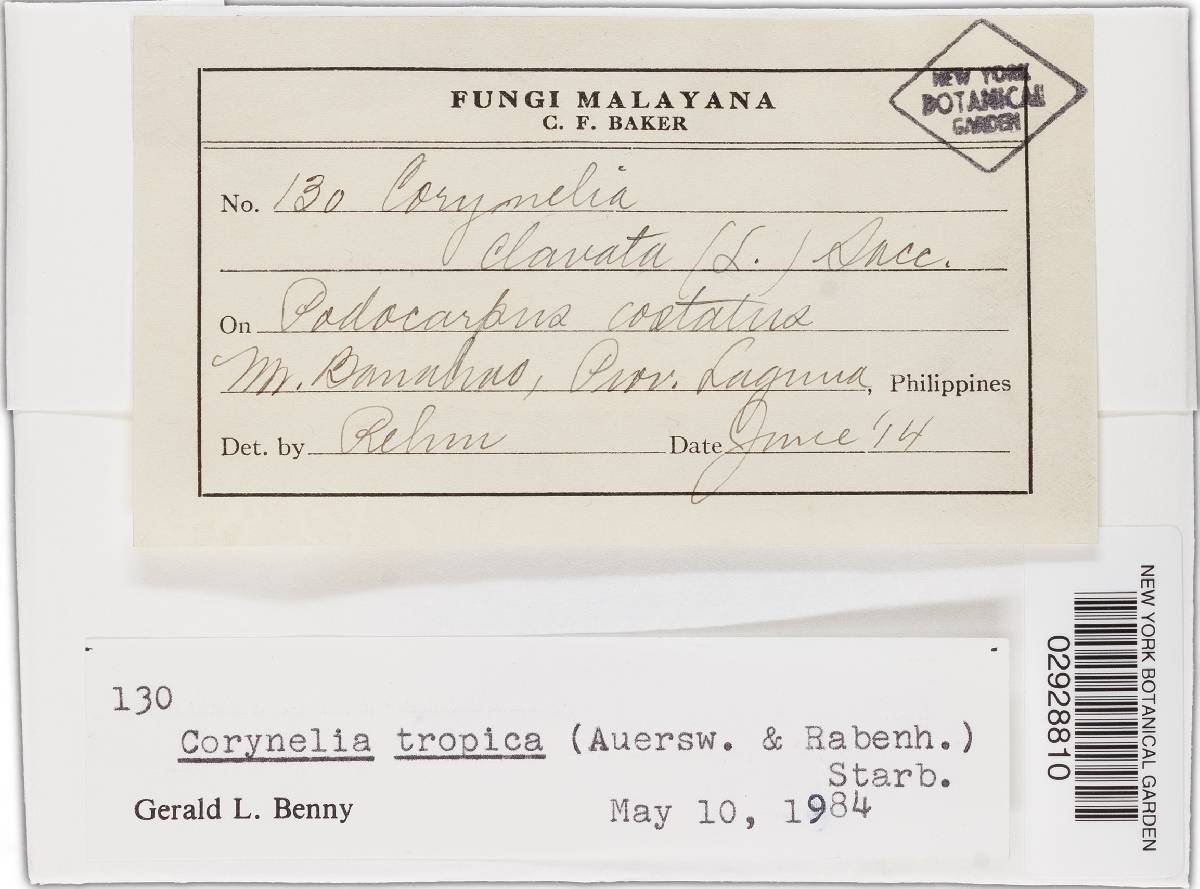 FUNGI MALAYANA
C. F. BAKER
NEW YORK
BOTANICAL
GARDEN
No. 130 Corynelia
clavata (L.) Sacc.
On Podocarpus costatus
Mt. Banahao, Prov. Laguna, Philippines
Det. by Rehm Date June '14
130
Corynelia tropica (Auersw. & Rabenh.)
Starb.
Gerald L. Benny May 10, 1984
NEW YORK BOTANICAL GARDEN
02928810